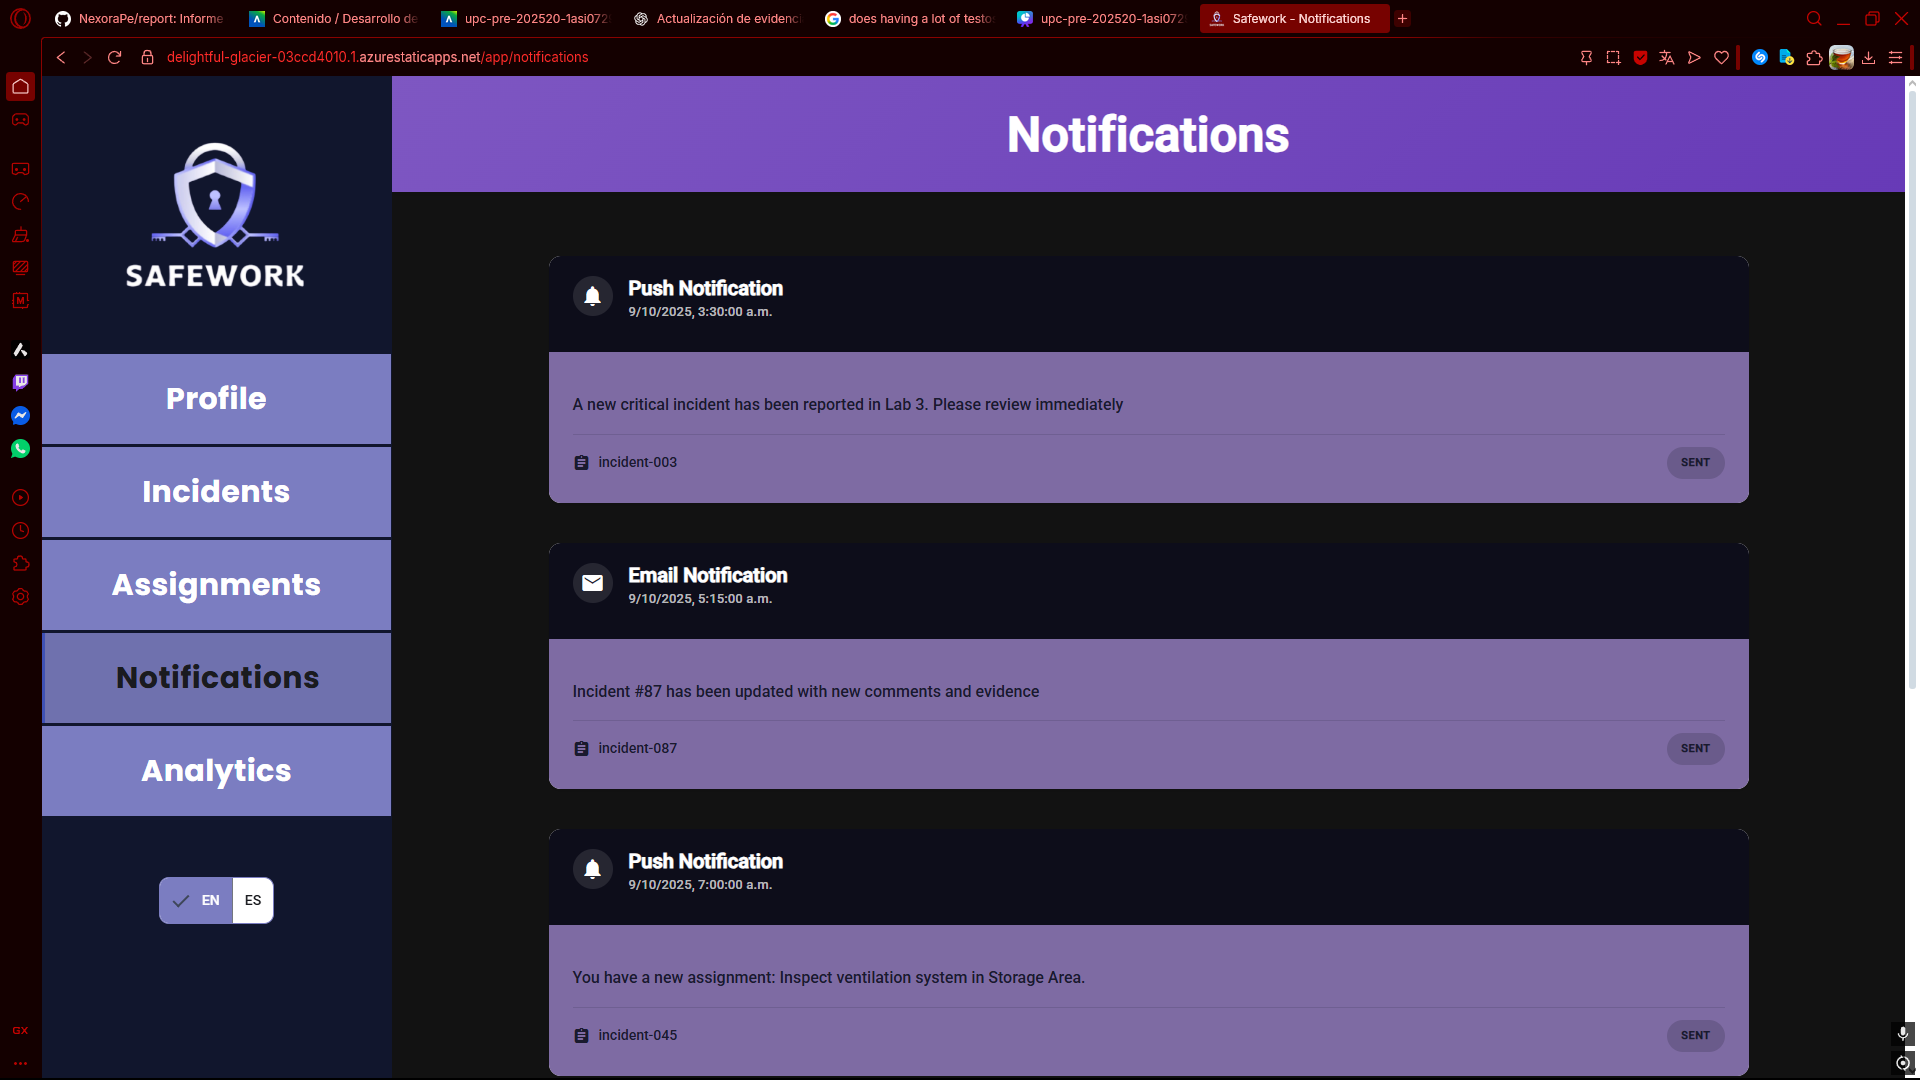 NexoraPe/report: Informe
Contenido / Desarrollo de
upc-pre-202520-1asi072
Actualización de evidenci
does having a lot of testo
upc-pre-202520-1asi072
Safework - Notifications
delightful-glacier-03ccd4010.1.azurestaticapps.net/app/notifications
SAFEWORK
Profile
Incidents
Assignments
Notifications
Analytics
EN
ES
GX
Notifications
Push Notification
9/10/2025, 3:30:00 a.m.
A new critical incident has been reported in Lab 3. Please review immediately
incident-003
SENT
Email Notification
9/10/2025, 5:15:00 a.m.
Incident #87 has been updated with new comments and evidence
incident-087
SENT
Push Notification
9/10/2025, 7:00:00 a.m.
You have a new assignment: Inspect ventilation system in Storage Area.
incident-045
SENT